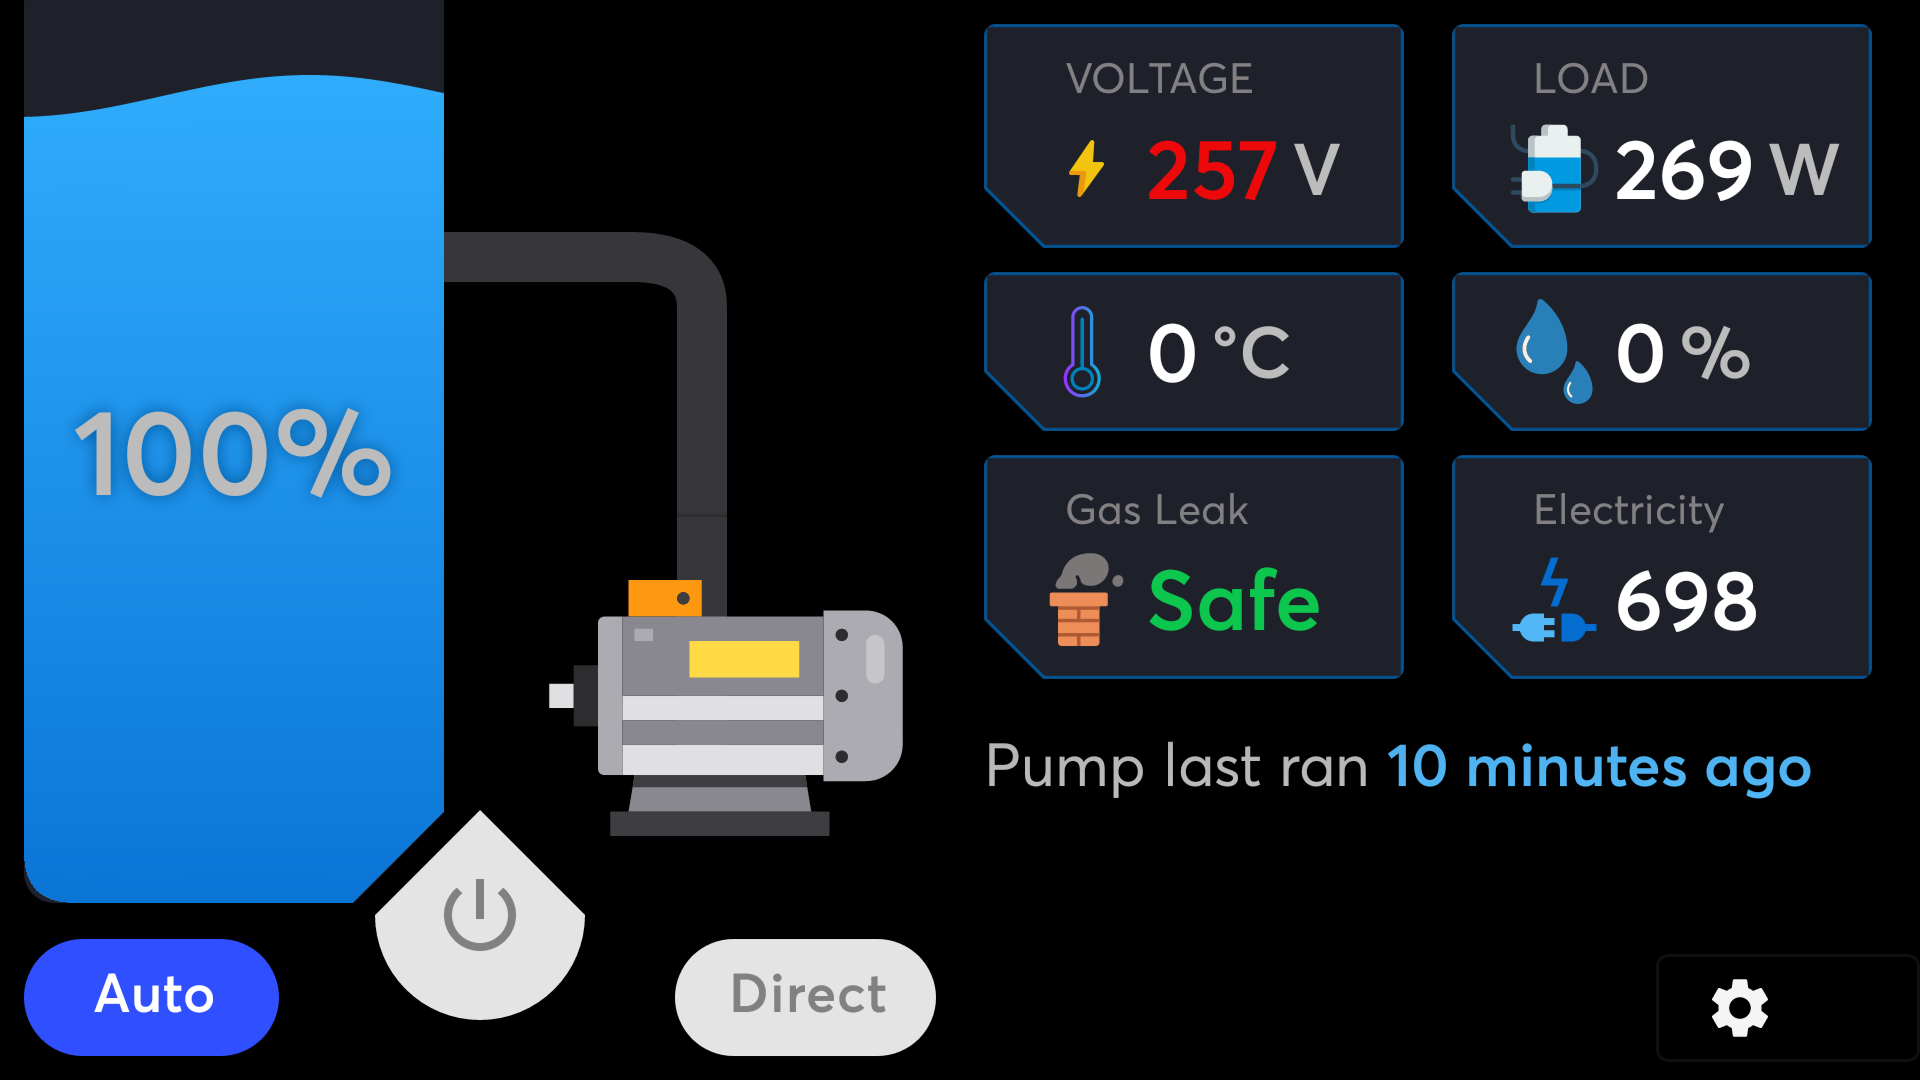 100%
Auto
Direct
VOLTAGE
257 V
LOAD
269 W
0 °C
0 %
Gas Leak
Safe
Electricity
698
Pump last ran 10 minutes ago